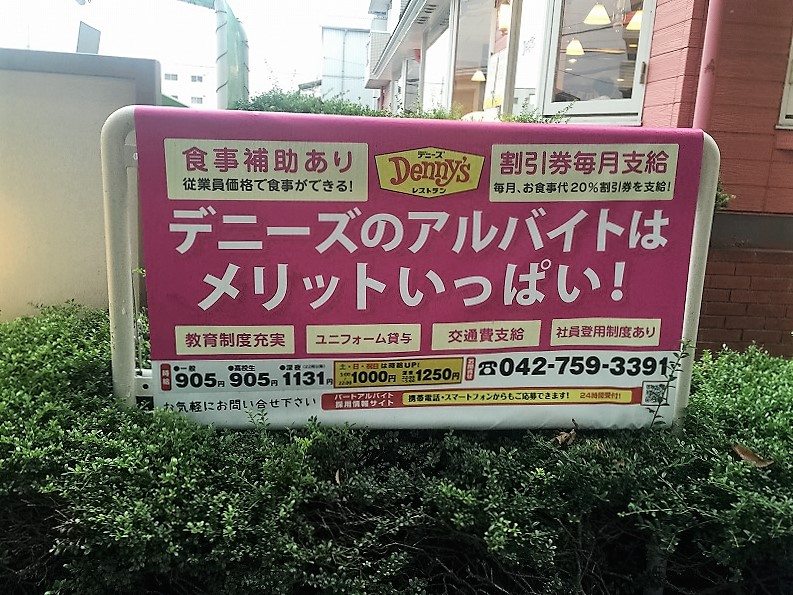 食事補助あり
従業員価格で食事ができる!
デニーズ
Denny's
レストラン
割引券毎月支給
毎月、お食事代20%割引券を支給!
デニーズのアルバイトは
メリットいっぱい!
教育制度充実
ユニフォーム貸与
交通費支給
社員登用制度あり
時給
●一般
905円
●高校生
905円
●深夜
1131円
土・日・祝日は時給UP!
1000円
1250円
☎042-759-3391
お気軽にお問い合せ下さい
パートアルバイト
採用情報サイト
携帯電話・スマートフォンからもご応募できます!
24時間受付!